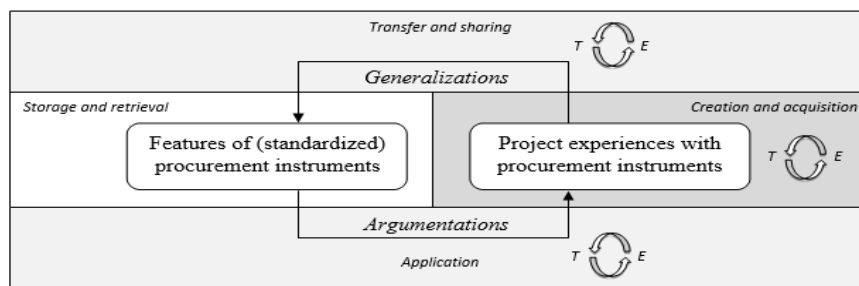 Transfer and sharing
T E
Generalizations
Storage and retrieval
Creation and acquisition
Features of (standardized)
procurement instruments
Project experiences with
procurement instruments
T E
Argumentations
Application
T E